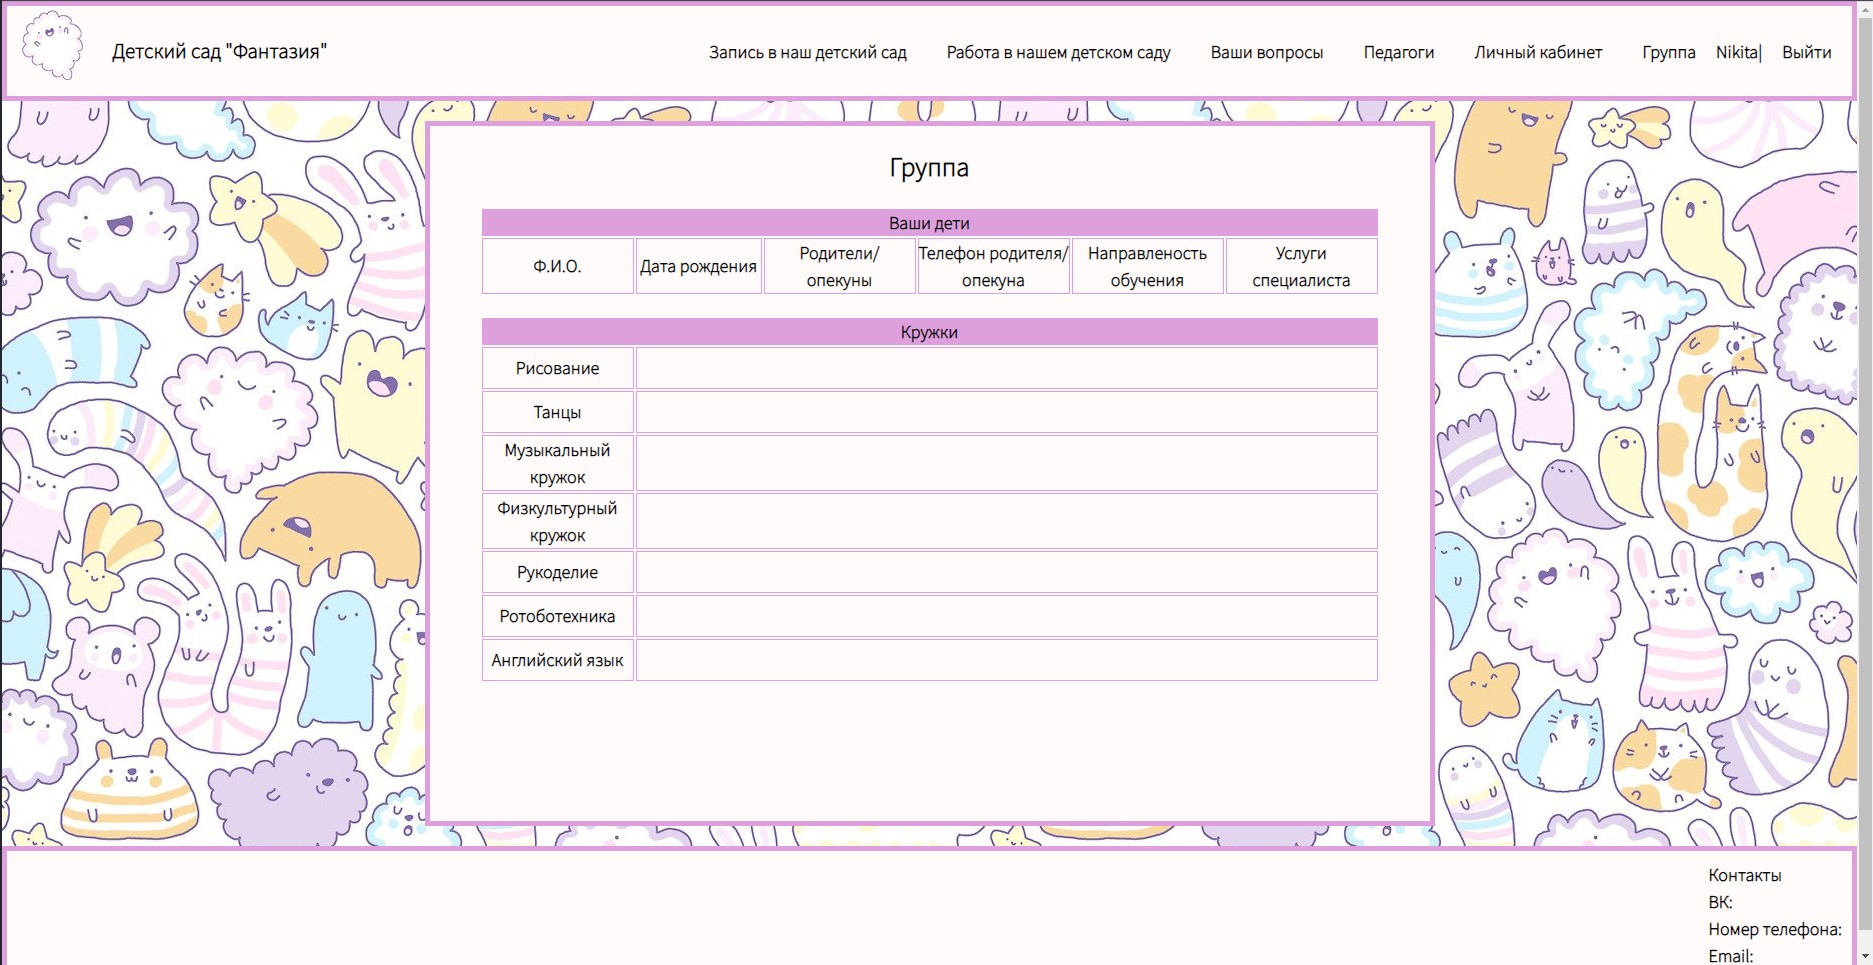 Детский сад "Фантазия"
Запись в наш детский сад
Работа в нашем детском саду
Ваши вопросы
Педагоги
Личный кабинет
Группа
Nikita|
Выйти
Группа
Ваши дети
Ф.И.О.
Дата рождения
Родители/
опекуны
Телефон родителя/
опекуна
Направленость
обучения
Услуги
специалиста
Кружки
Рисование
Танцы
Музыкальный
кружок
Физкультурный
кружок
Рукоделие
Ротоботехника
Английский язык
Контакты
ВК:
Номер телефона:
Email: